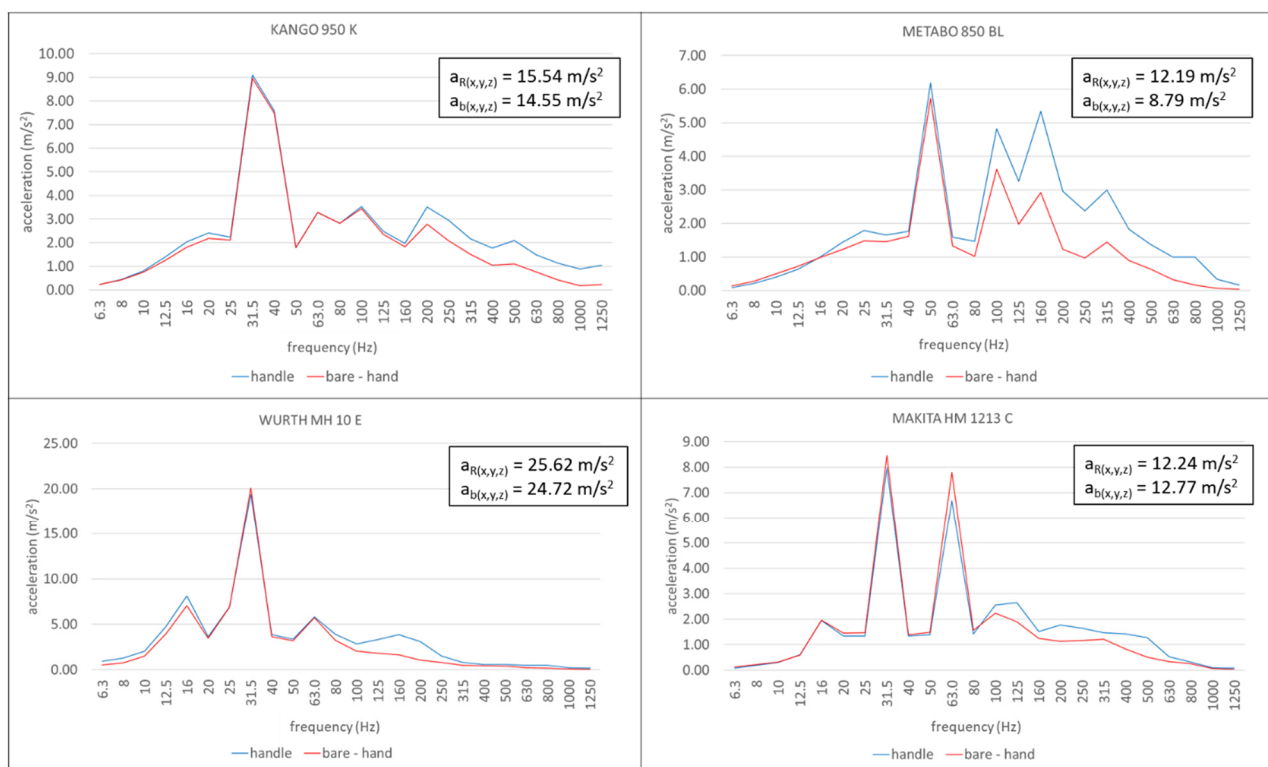 KANGO 950 K
a_R(x,y,z) = 15.54 m/s²
a_b(x,y,z) = 14.55 m/s²
acceleration (m/s²)
10.00
9.00
8.00
7.00
6.00
5.00
4.00
3.00
2.00
1.00
0.00
6.3 8 10 12.5 16 20 25 31.5 40 50 63.0 80 100 125 160 200 250 315 400 500 630 800 1000 1250
frequency (Hz)
handle bare - hand
METABO 850 BL
a_R(x,y,z) = 12.19 m/s²
a_b(x,y,z) = 8.79 m/s²
acceleration (m/s²)
7.00
6.00
5.00
4.00
3.00
2.00
1.00
0.00
6.3 8 10 12.5 16 20 25 31.5 40 50 63.0 80 100 125 160 200 250 315 400 500 630 800 1000 1250
frequency (Hz)
handle bare - hand
WURTH MH 10 E
a_R(x,y,z) = 25.62 m/s²
a_b(x,y,z) = 24.72 m/s²
acceleration (m/s²)
25.00
20.00
15.00
10.00
5.00
0.00
6.3 8 10 12.5 16 20 25 31.5 40 50 63.0 80 100 125 160 200 250 315 400 500 630 800 1000 1250
frequency (Hz)
handle bare - hand
MAKITA HM 1213 C
a_R(x,y,z) = 12.24 m/s²
a_b(x,y,z) = 12.77 m/s²
acceleration (m/s²)
9.00
8.00
7.00
6.00
5.00
4.00
3.00
2.00
1.00
0.00
6.3 8 10 12.5 16 20 25 31.5 40 50 63.0 80 100 125 160 200 250 315 400 500 630 800 1000 1250
frequency (Hz)
handle bare - hand